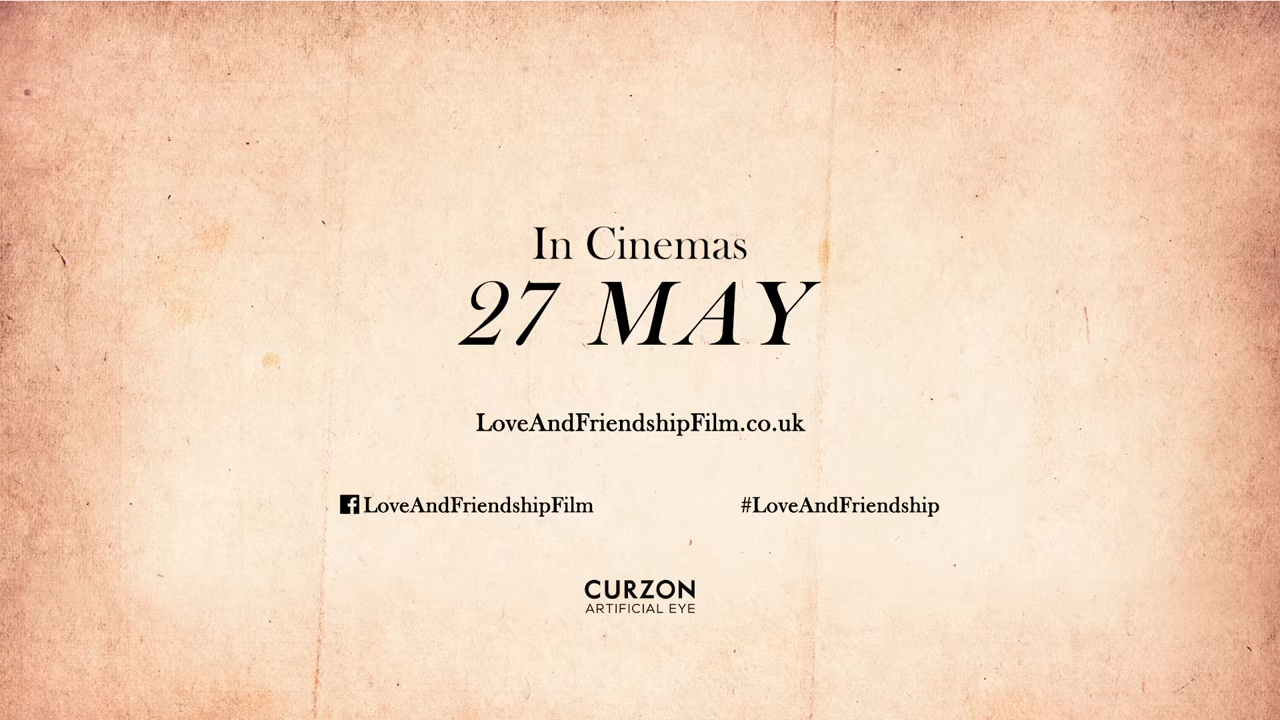 In Cinemas
27 MAY
LoveAndFriendshipFilm.co.uk
LoveAndFriendshipFilm
#LoveAndFriendship
CURZON
ARTIFICIAL EYE